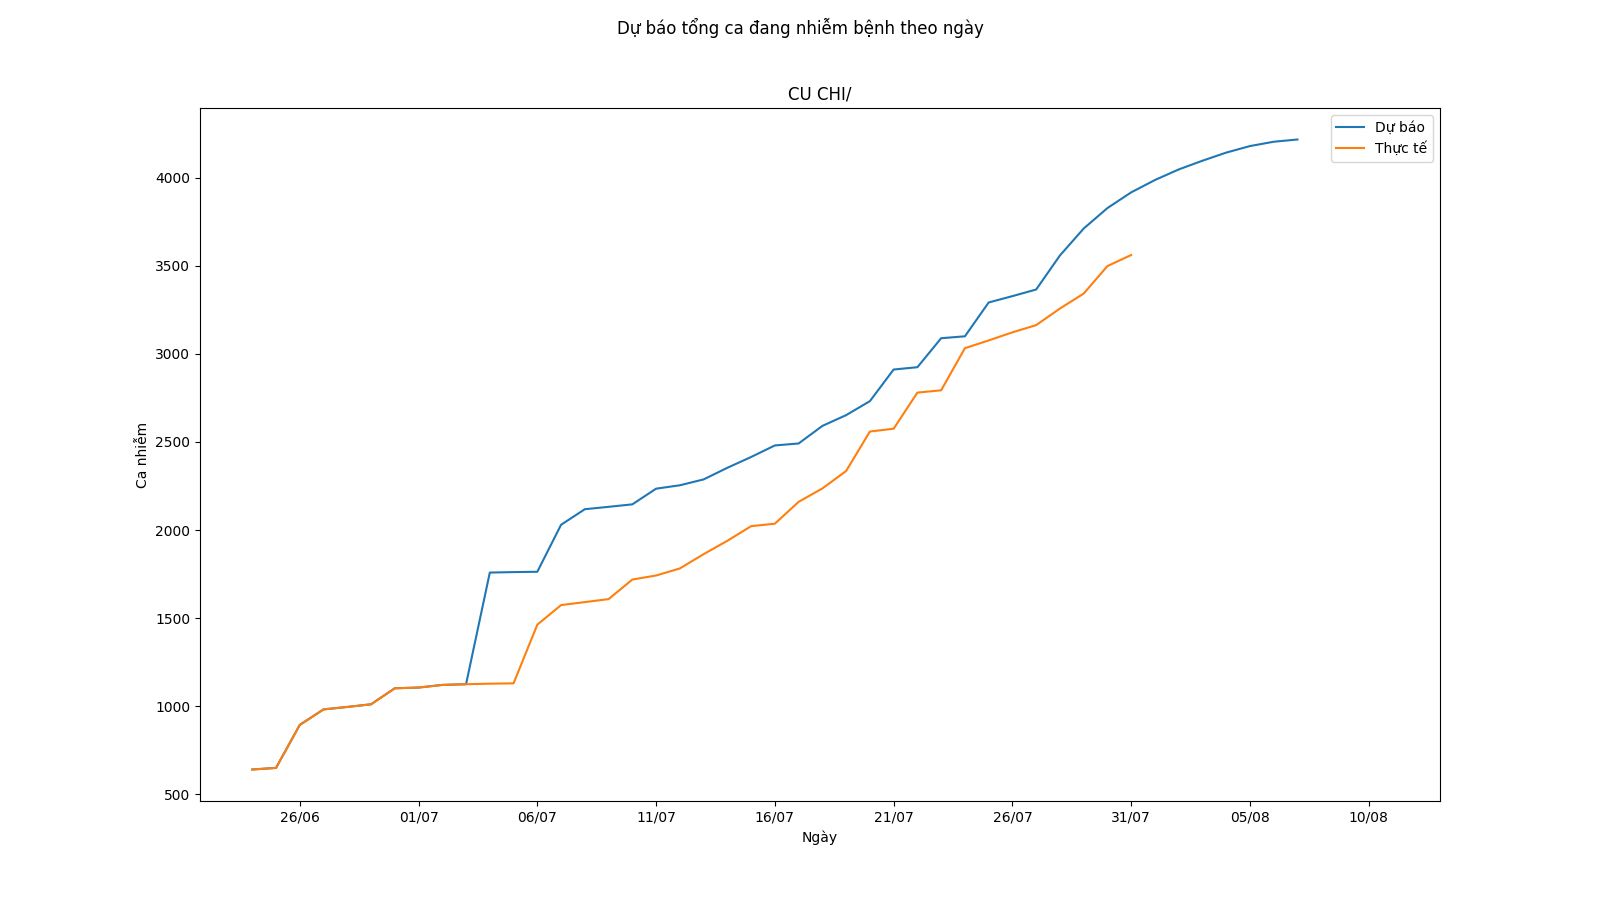 Dự báo tổng ca đang nhiễm bệnh theo ngày
CU CHI/
Dự báo
Thực tế
4000
3500
3000
2500
2000
1500
1000
500
Ca nhiễm
26/06 01/07 06/07 11/07 16/07 21/07 26/07 31/07 05/08 10/08
Ngày